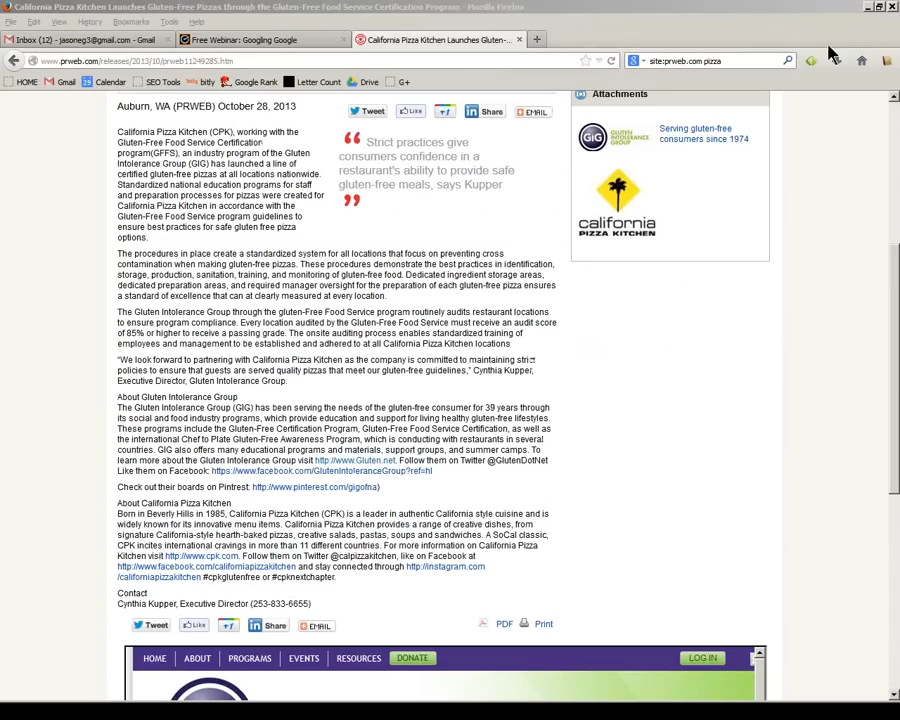 California Pizza Kitchen Launches Gluten-Free Pizzas through the Gluten-Free Food Service Certification Program - Mozilla Firefox
File Edit View History Bookmarks Tools Help
Inbox (12) - jasoneg3@gmail.com - Gmail × Free Webinar: Googling Google × California Pizza Kitchen Launches Gluten-... × +
www.prweb.com/releases/2013/10/prweb11249285.htm site:prweb.com pizza
HOME Gmail Calendar SEO Tools bitly Google Rank Letter Count Drive G+
Auburn, WA (PRWEB) October 28, 2013
Tweet Like +1 Share EMAIL
California Pizza Kitchen (CPK), working with the
Gluten-Free Food Service Certification
program(GFFS), an industry program of the Gluten
Intolerance Group (GIG) has launched a line of
certified gluten-free pizzas at all locations nationwide.
Standardized national education programs for staff
and preparation processes for pizzas were created for
California Pizza Kitchen in accordance with the
Gluten-Free Food Service program guidelines to
ensure best practices for safe gluten free pizza
options.
“ Strict practices give
consumers confidence in a
restaurant's ability to provide safe
gluten-free meals, says Kupper
”
The procedures in place create a standardized system for all locations that focus on preventing cross
contamination when making gluten-free pizzas. These procedures demonstrate the best practices in identification,
storage, production, sanitation, training, and monitoring of gluten-free food. Dedicated ingredient storage areas,
dedicated preparation areas, and required manager oversight for the preparation of each gluten-free pizza ensures
a standard of excellence that can at clearly measured at every location.
The Gluten Intolerance Group through the gluten-Free Food Service program routinely audits restaurant locations
to ensure program compliance. Every location audited by the Gluten-Free Food Service must receive an audit score
of 85% or higher to receive a passing grade. The onsite auditing process enables standardized training of
employees and management to be established and adhered to at all California Pizza Kitchen locations
“We look forward to partnering with California Pizza Kitchen as the company is committed to maintaining strict
policies to ensure that guests are served quality pizzas that meet our gluten-free guidelines,” Cynthia Kupper,
Executive Director, Gluten Intolerance Group.
About Gluten Intolerance Group
The Gluten Intolerance Group (GIG) has been serving the needs of the gluten-free consumer for 39 years through
its social and food industry programs, which provide education and support for living healthy gluten-free lifestyles.
These programs include the Gluten-Free Certification Program, Gluten-Free Food Service Certification, as well as
the international Chef to Plate Gluten-Free Awareness Program, which is conducting with restaurants in several
countries. GIG also offers many educational programs and materials, support groups, and summer camps. To
learn more about the Gluten Intolerance Group visit http://www.Gluten.net. Follow them on Twitter @GlutenDotNet
Like them on Facebook: https://www.facebook.com/GlutenIntoleranceGroup?ref=hl
Check out their boards on Pintrest: http://www.pinterest.com/gigofna)
About California Pizza Kitchen
Born in Beverly Hills in 1985, California Pizza Kitchen (CPK) is a leader in authentic California style cuisine and is
widely known for its innovative menu items. California Pizza Kitchen provides a range of creative dishes, from
signature California-style hearth-baked pizzas, creative salads, pastas, soups and sandwiches. A SoCal classic,
CPK incites international cravings in more than 11 different countries. For more information on California Pizza
Kitchen visit http://www.cpk.com. Follow them on Twitter @calpizzakitchen, like on Facebook at
http://www.facebook.com/californiapizzakitchen and stay connected through http://instagram.com
/californiapizzakitchen #cpkglutenfree or #cpknextchapter.
Contact
Cynthia Kupper, Executive Director (253-833-6655)
Tweet Like +1 Share EMAIL PDF Print
Attachments
GIG GLUTEN INTOLERANCE GROUP
Serving gluten-free
consumers since 1974
california
PIZZA KITCHEN
HOME ABOUT PROGRAMS EVENTS RESOURCES DONATE LOG IN